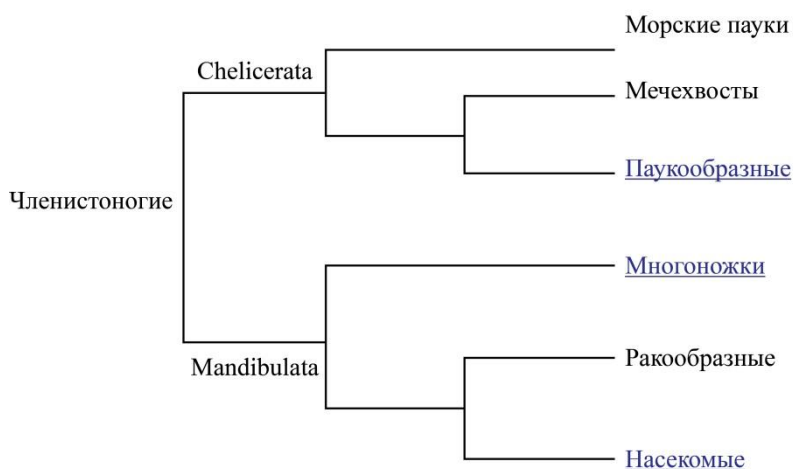 Морские пауки
Chelicerata
Мечехвосты
Паукообразные
Членистоногие
Многоножки
Mandibulata
Ракообразные
Насекомые